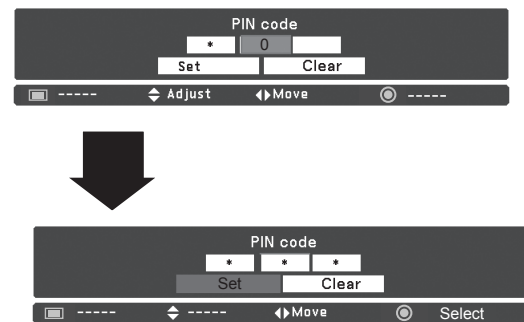 PIN code
* 0
Set Clear
----- Adjust Move -----
PIN code
* * *
Set Clear
----- ----- Move Select